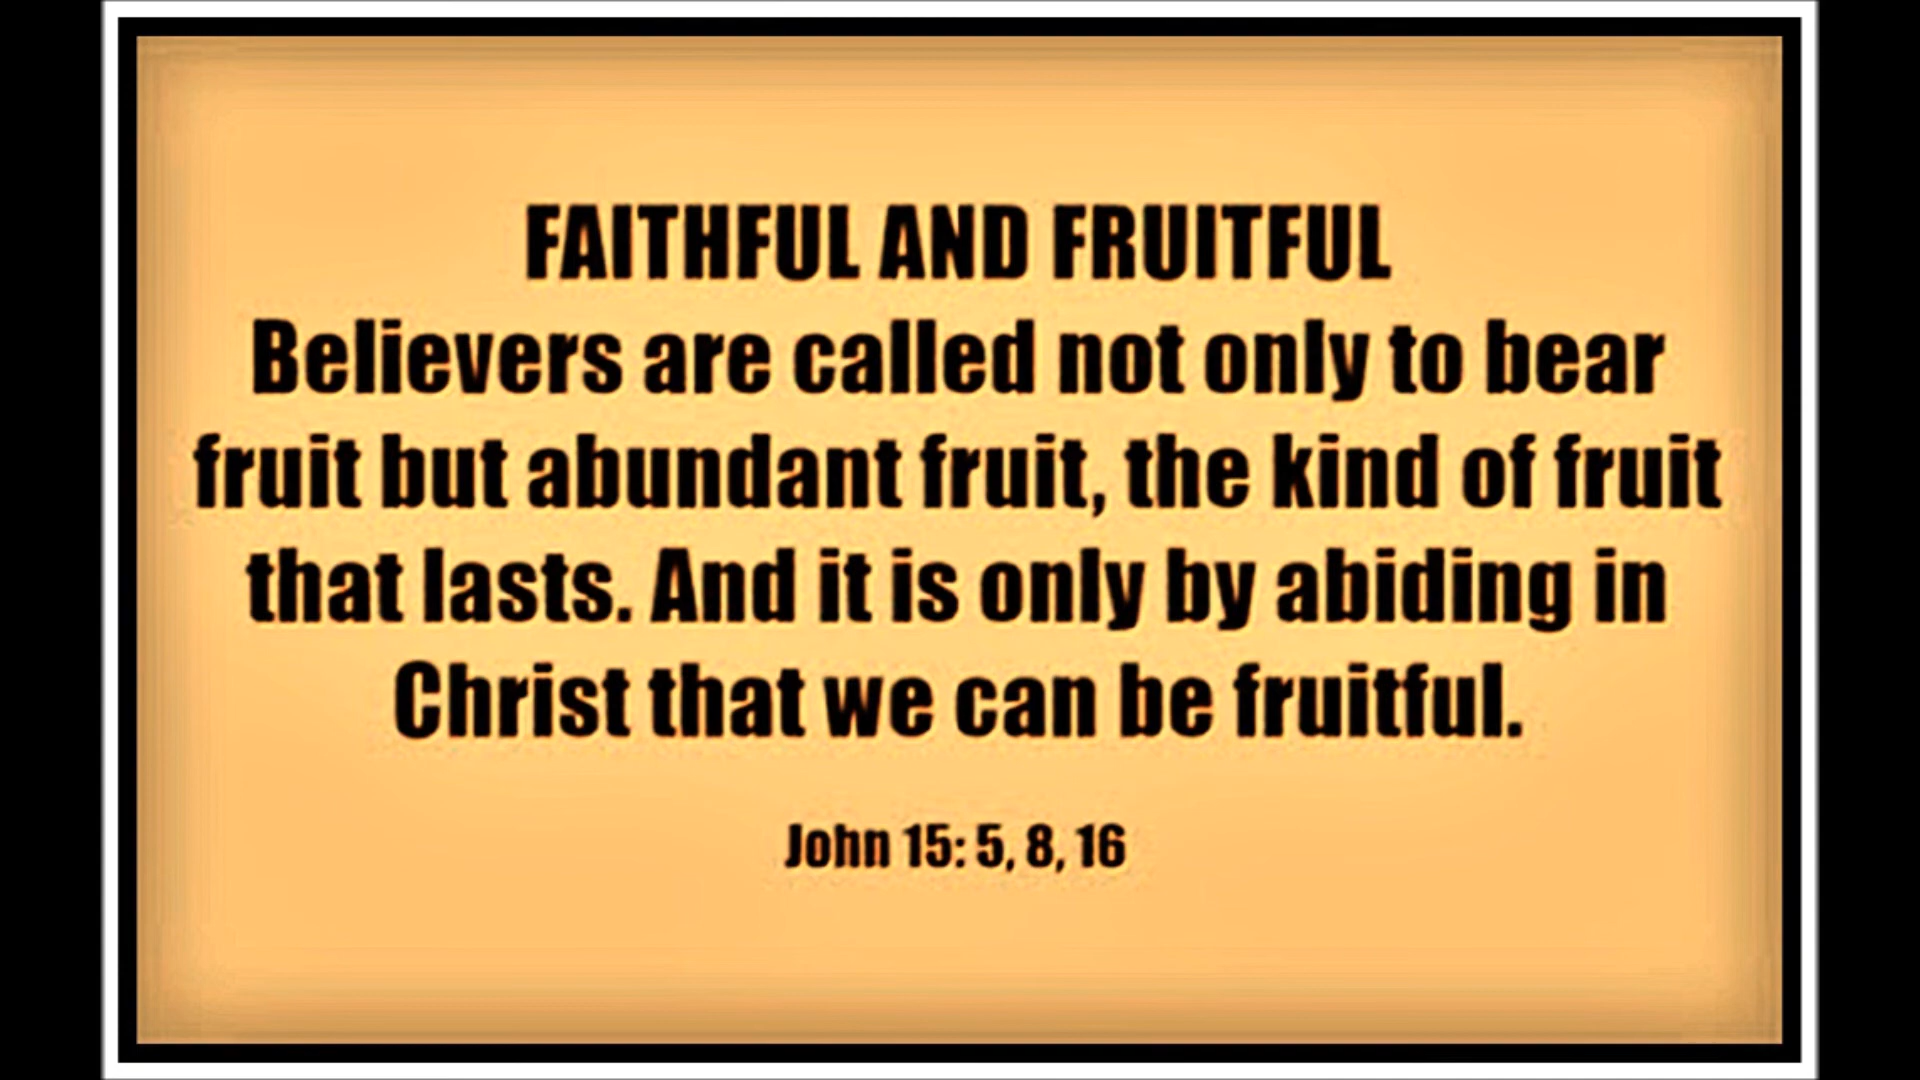 FAITHFUL AND FRUITFUL
Believers are called not only to bear
fruit but abundant fruit, the kind of fruit
that lasts. And it is only by abiding in
Christ that we can be fruitful.
John 15: 5, 8, 16